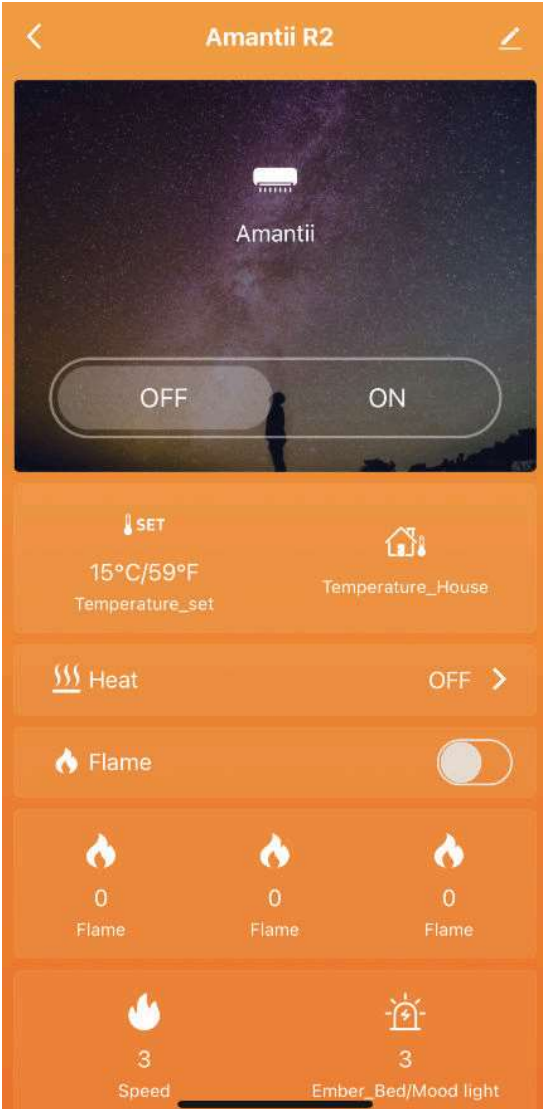 Amantii R2
Amantii
OFF ON
SET
15°C/59°F
Temperature_set
Temperature_House
Heat OFF
Flame
0 0 0
Flame Flame Flame
3 3
Speed Ember_Bed/Mood light